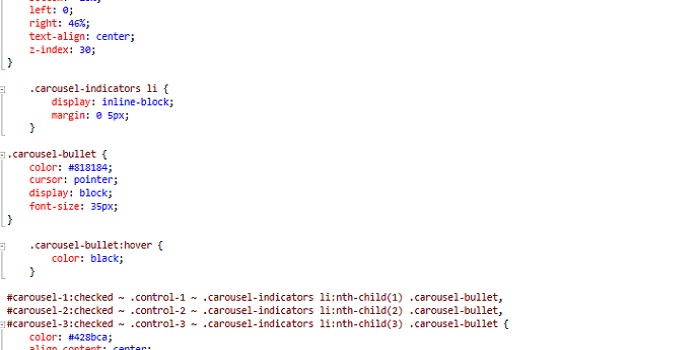 left: 0;
right: 46%;
text-align: center;
z-index: 30;
}
.carousel-indicators li {
display: inline-block;
margin: 0 5px;
}
.carousel-bullet {
color: #818184;
cursor: pointer;
display: block;
font-size: 35px;
}
.carousel-bullet:hover {
color: black;
}
#carousel-1:checked ~ .control-1 ~ .carousel-indicators li:nth-child(1) .carousel-bullet,
#carousel-2:checked ~ .control-2 ~ .carousel-indicators li:nth-child(2) .carousel-bullet,
#carousel-3:checked ~ .control-3 ~ .carousel-indicators li:nth-child(3) .carousel-bullet {
color: #428bca;
align-content: center;